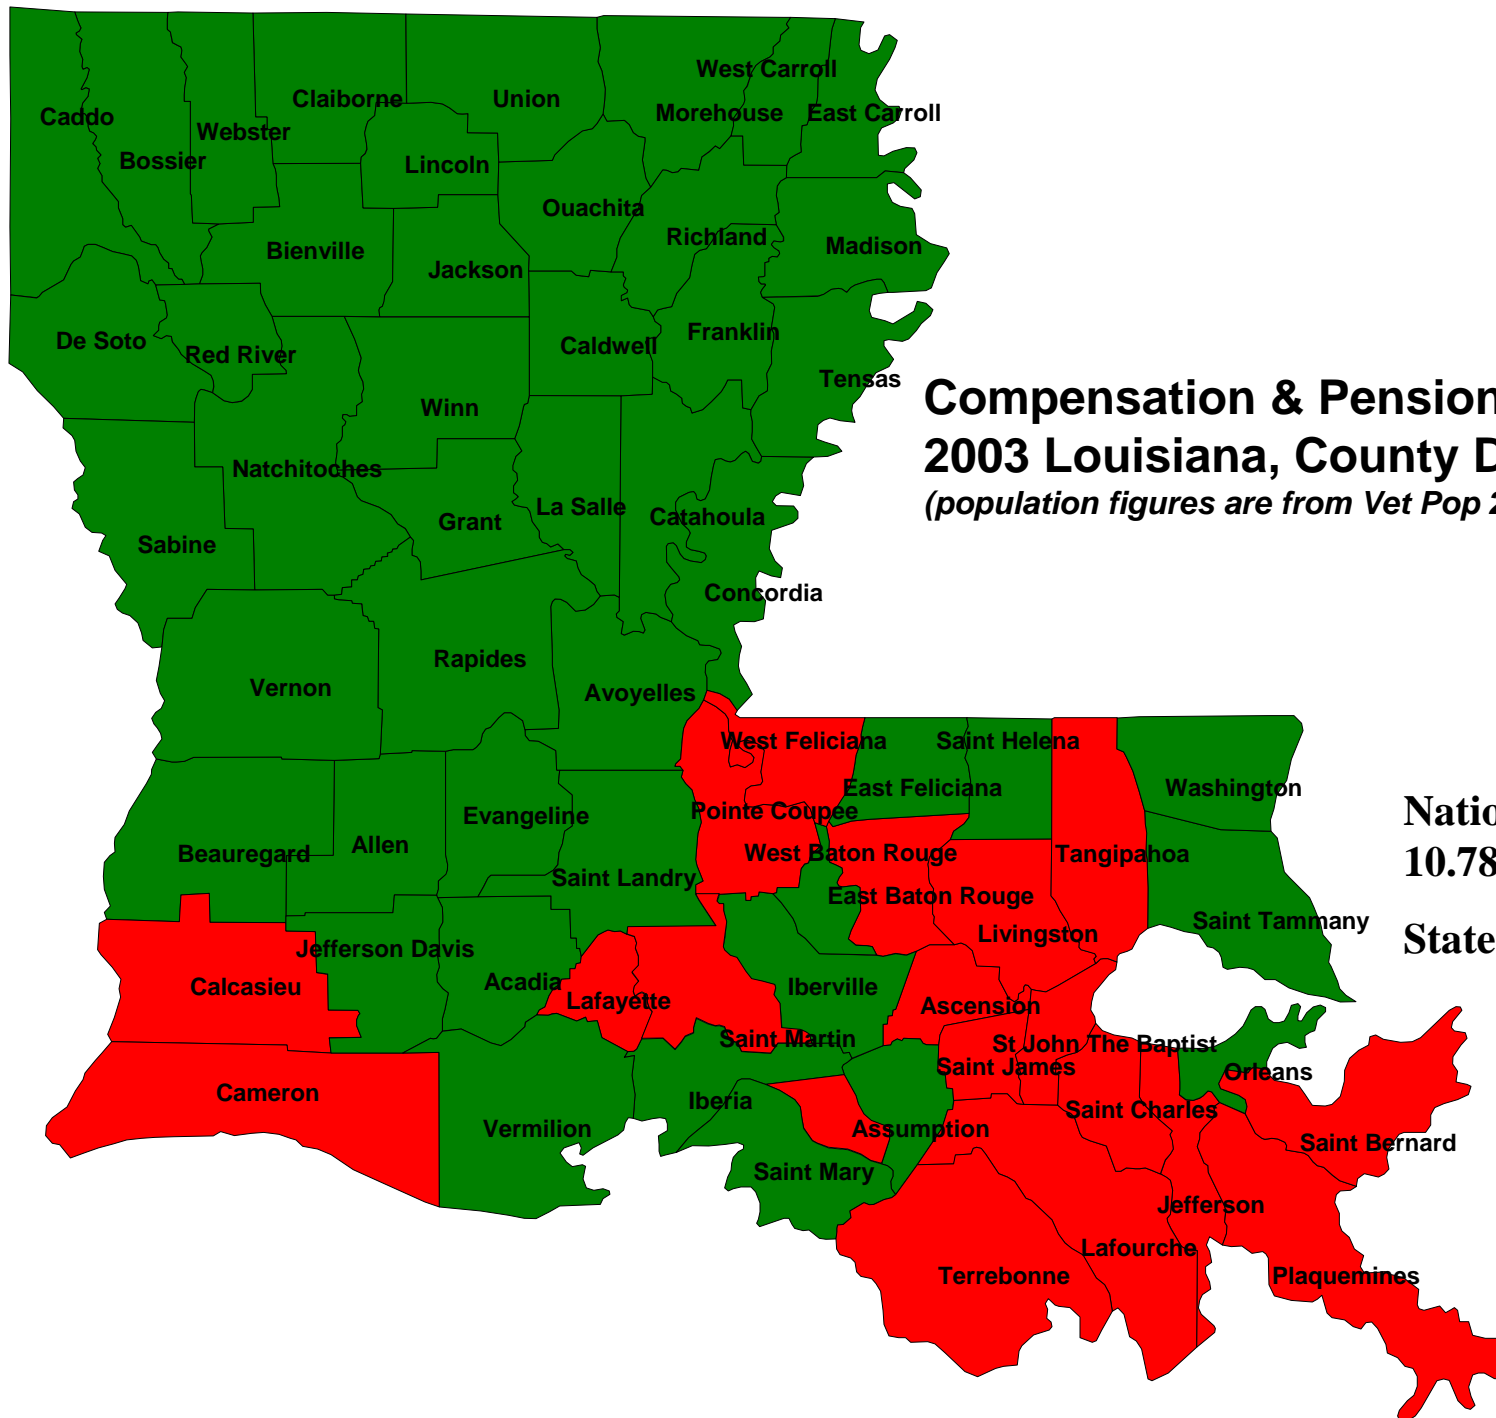 West Carroll
Claiborne
Union
Caddo
Morehouse
East Carroll
Webster
Bossier
Lincoln
Ouachita
Richland
Madison
Bienville
Jackson
De Soto
Red River
Caldwell
Franklin
Tensas
Winn
Compensation & Pension
2003 Louisiana, County D
(population figures are from Vet Pop 2
Natchitoches
La Salle
Catahoula
Grant
Sabine
Concordia
Rapides
Vernon
Avoyelles
West Feliciana
Saint Helena
East Feliciana
Washington
Pointe Coupee
Evangeline
Natio
10.78
Allen
Beauregard
West Baton Rouge
Tangipahoa
Saint Landry
East Baton Rouge
Saint Tammany
Livingston
State
Jefferson Davis
Acadia
Calcasieu
Lafayette
Iberville
Ascension
Saint Martin
St John The Baptist
Saint James
Orleans
Cameron
Iberia
Saint Charles
Vermilion
Assumption
Saint Bernard
Saint Mary
Jefferson
Lafourche
Terrebonne
Plaquemines